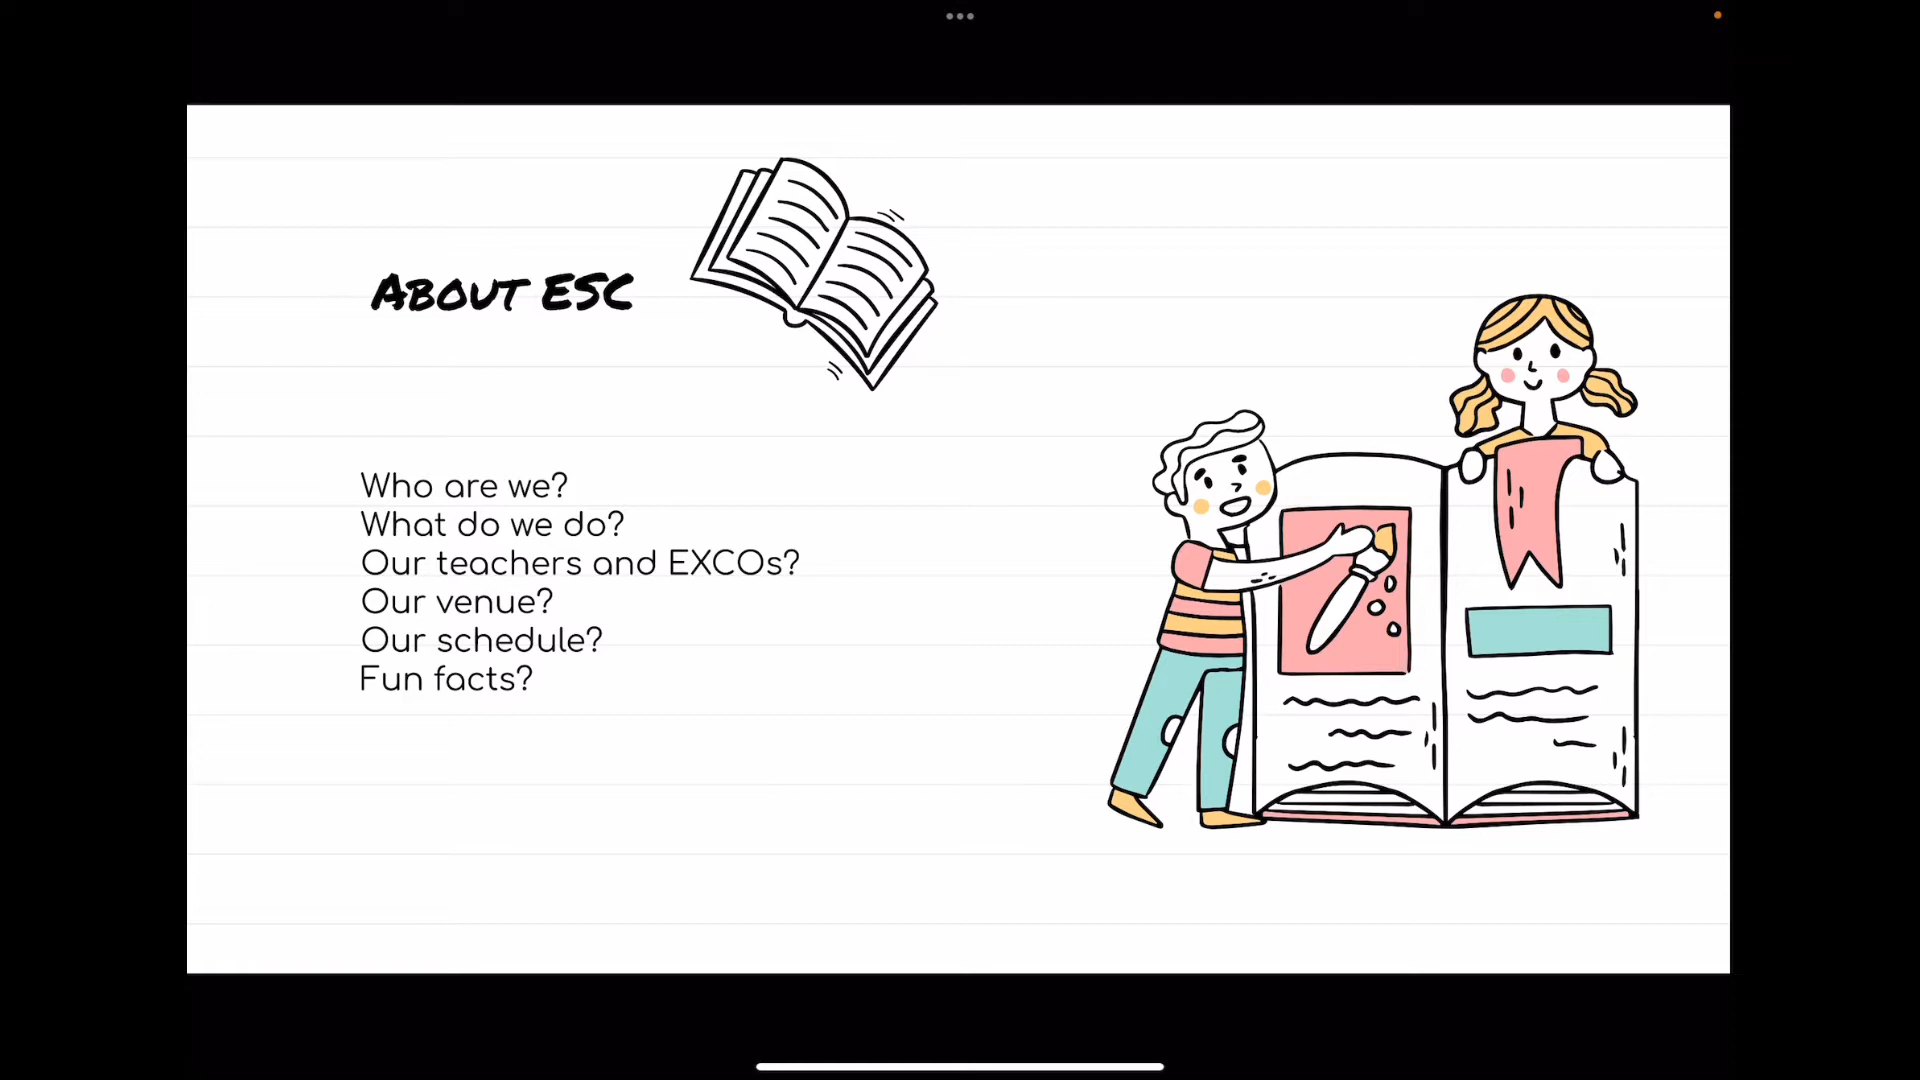 ABOUT ESC
Who are we?
What do we do?
Our teachers and EXCOs?
Our venue?
Our schedule?
Fun facts?